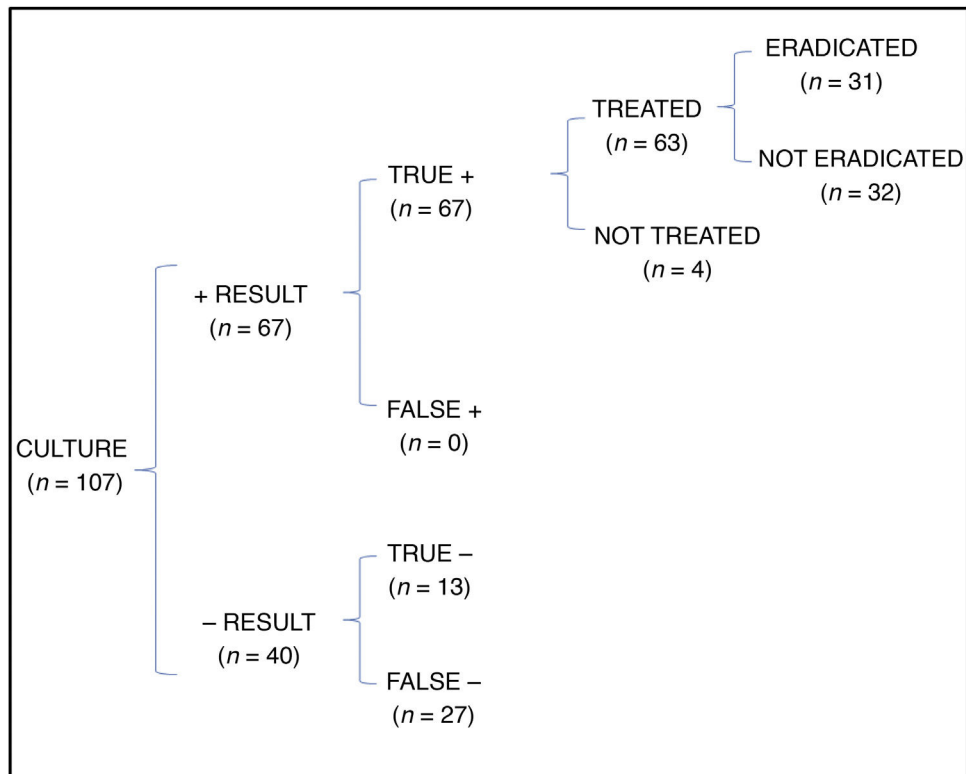 ERADICATED
(n = 31)
TREATED
(n = 63)
NOT ERADICATED
(n = 32)
TRUE +
(n = 67)
NOT TREATED
(n = 4)
+ RESULT
(n = 67)
FALSE +
(n = 0)
CULTURE
(n = 107)
TRUE –
(n = 13)
– RESULT
(n = 40)
FALSE –
(n = 27)